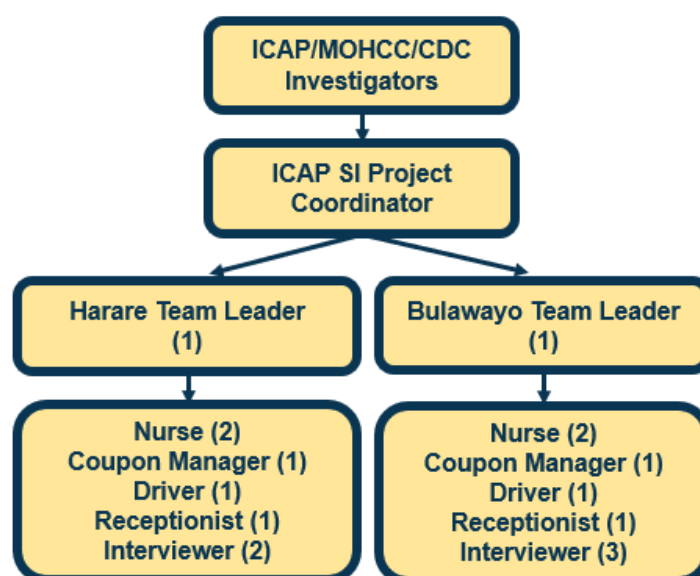 ICAP/MOHCC/CDC
Investigators
ICAP SI Project
Coordinator
Harare Team Leader
(1)
Bulawayo Team Leader
(1)
Nurse (2)
Coupon Manager (1)
Driver (1)
Receptionist (1)
Interviewer (2)
Nurse (2)
Coupon Manager (1)
Driver (1)
Receptionist (1)
Interviewer (3)